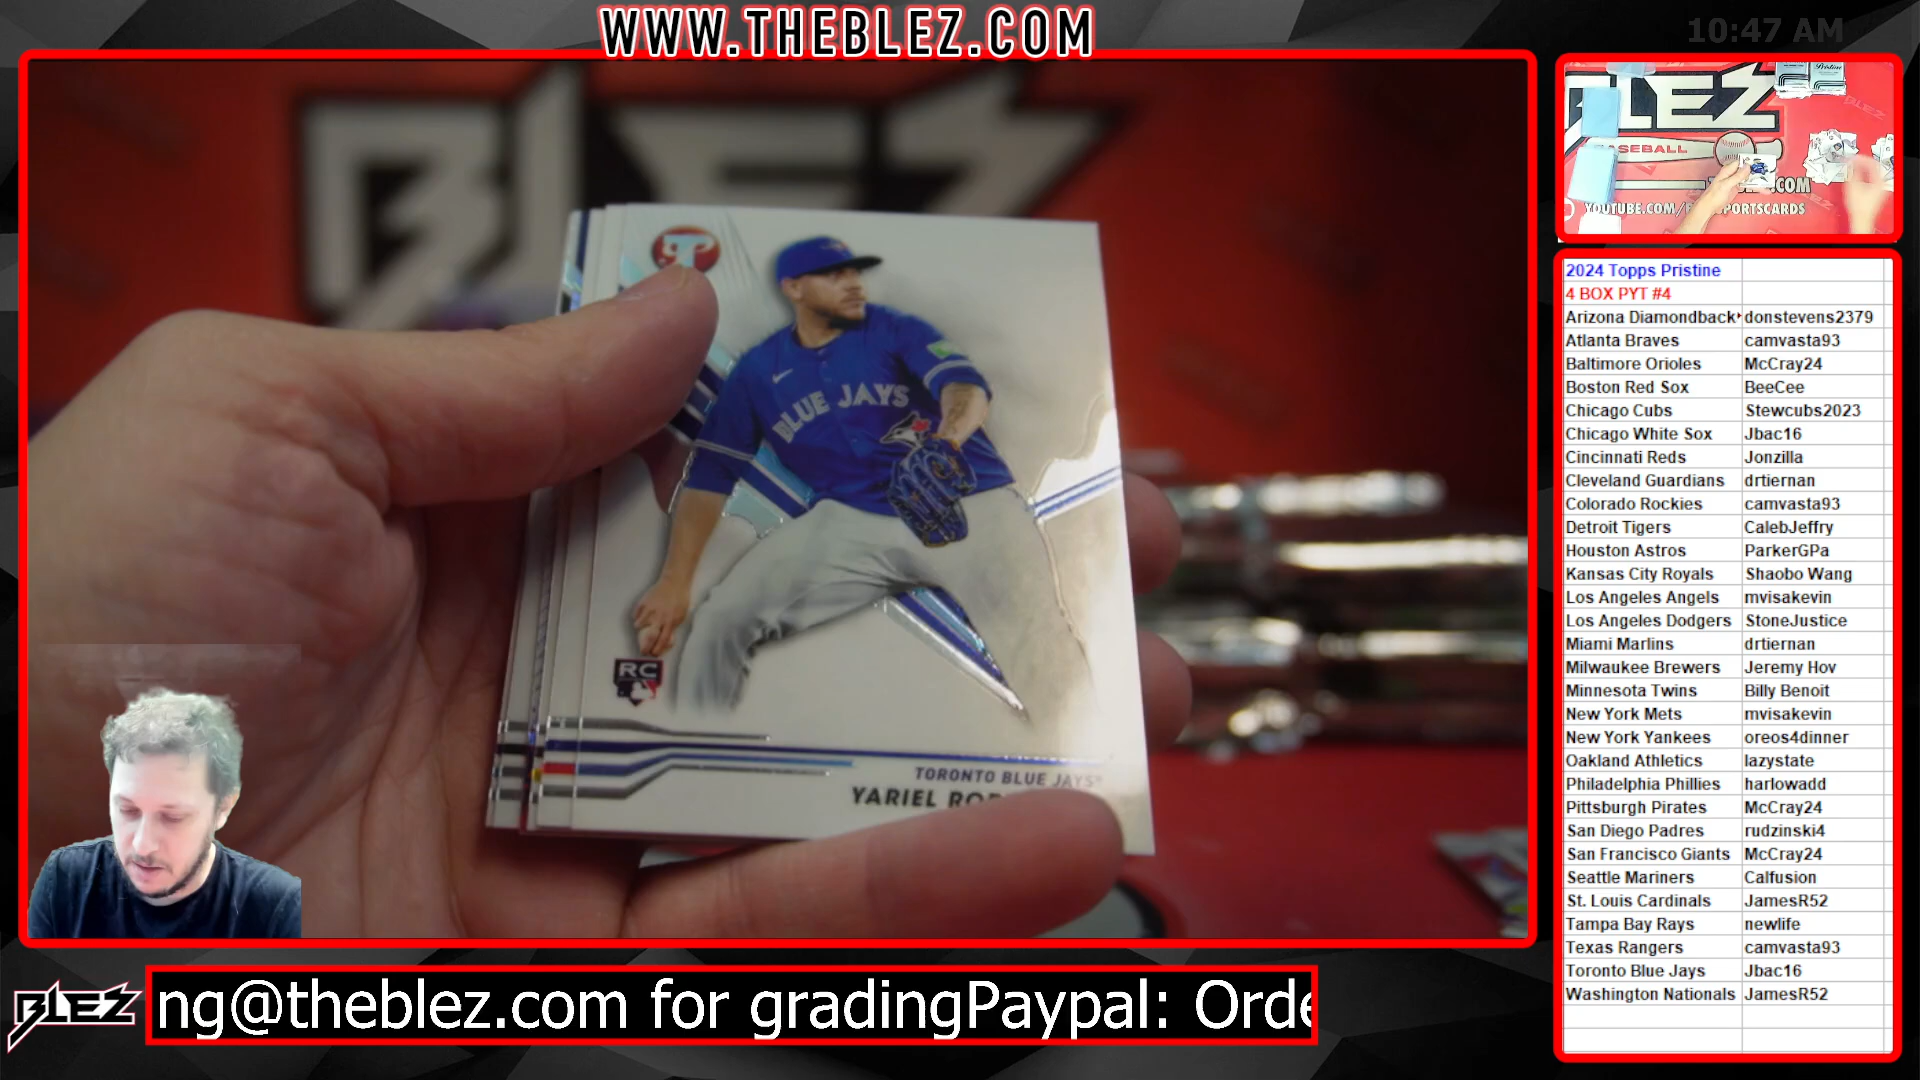 WWW.THEBLEZ.COM
10:47 AM
BLEZ
BLUE JAYS
RC
TORONTO BLUE JAYS
YARIEL
BLEZ
BASEBALL
.COM
YOUTUBE.COM/
PORTSCARDS
2024 Topps Pristine
4 BOX PYT #4
Arizona Diamondback donstevens2379
Atlanta Braves camvasta93
Baltimore Orioles McCray24
Boston Red Sox BeeCee
Chicago Cubs Stewcubs2023
Chicago White Sox Jbac16
Cincinnati Reds Jonzilla
Cleveland Guardians drtiernan
Colorado Rockies camvasta93
Detroit Tigers CalebJeffry
Houston Astros ParkerGPa
Kansas City Royals Shaobo Wang
Los Angeles Angels mvisakevin
Los Angeles Dodgers StoneJustice
Miami Marlins drtiernan
Milwaukee Brewers Jeremy Hov
Minnesota Twins Billy Benoit
New York Mets mvisakevin
New York Yankees oreos4dinner
Oakland Athletics lazystate
Philadelphia Phillies harlowadd
Pittsburgh Pirates McCray24
San Diego Padres rudzinski4
San Francisco Giants McCray24
Seattle Mariners Calfusion
St. Louis Cardinals JamesR52
Tampa Bay Rays newlife
Texas Rangers camvasta93
Toronto Blue Jays Jbac16
Washington Nationals JamesR52
BLEZ
ng@theblez.com for gradingPaypal: Orde